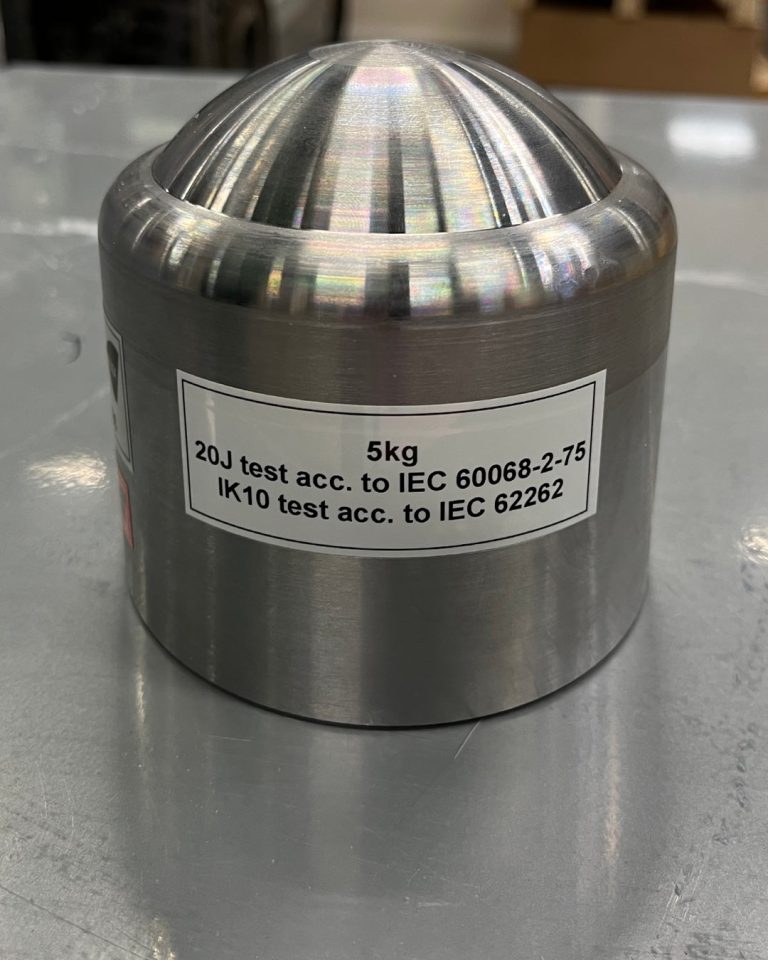 5kg
20J test acc. to IEC 60068-2-75
IK10 test acc. to IEC 62262